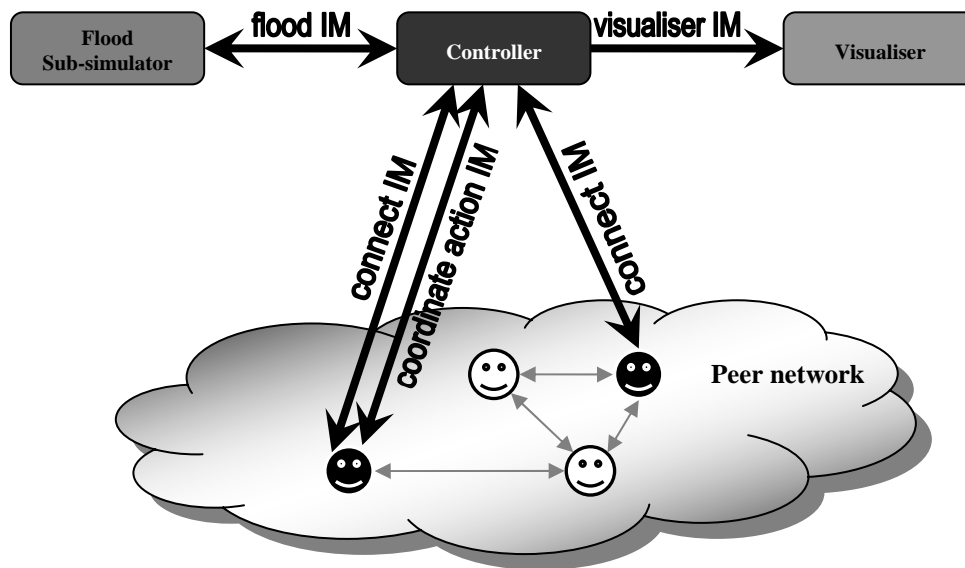 Flood
Sub-simulator
flood IM
Controller
visualiser IM
Visualiser
connect IM
coordinate action IM
connect IM
Peer network